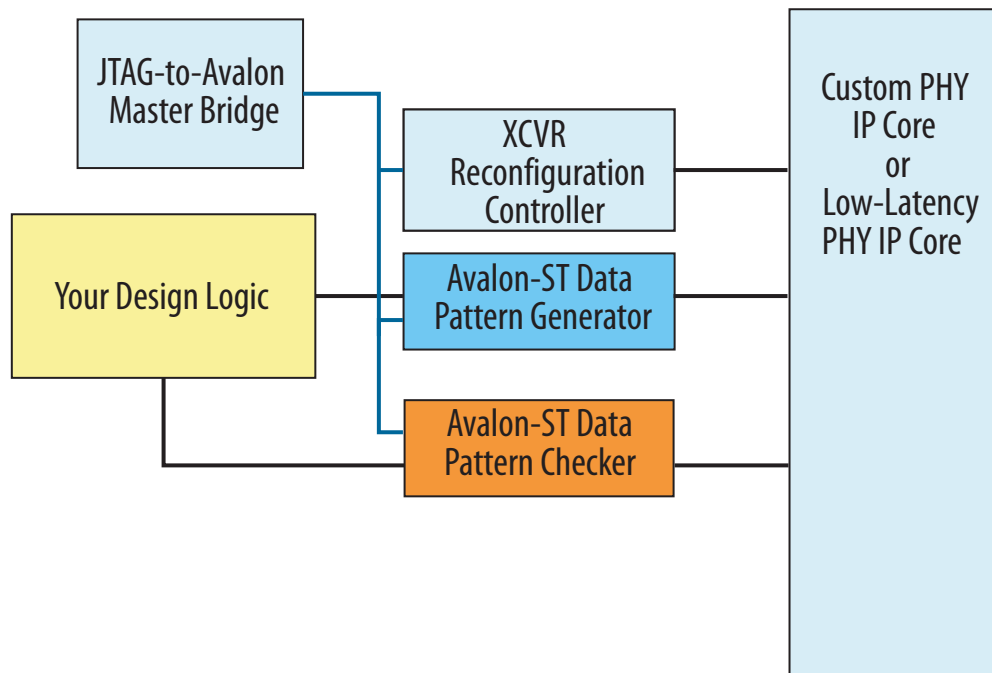 JTAG-to-Avalon
Master Bridge
XCVR
Reconfiguration
Controller
Custom PHY
IP Core
or
Low-Latency
PHY IP Core
Your Design Logic
Avalon-ST Data
Pattern Generator
Avalon-ST Data
Pattern Checker